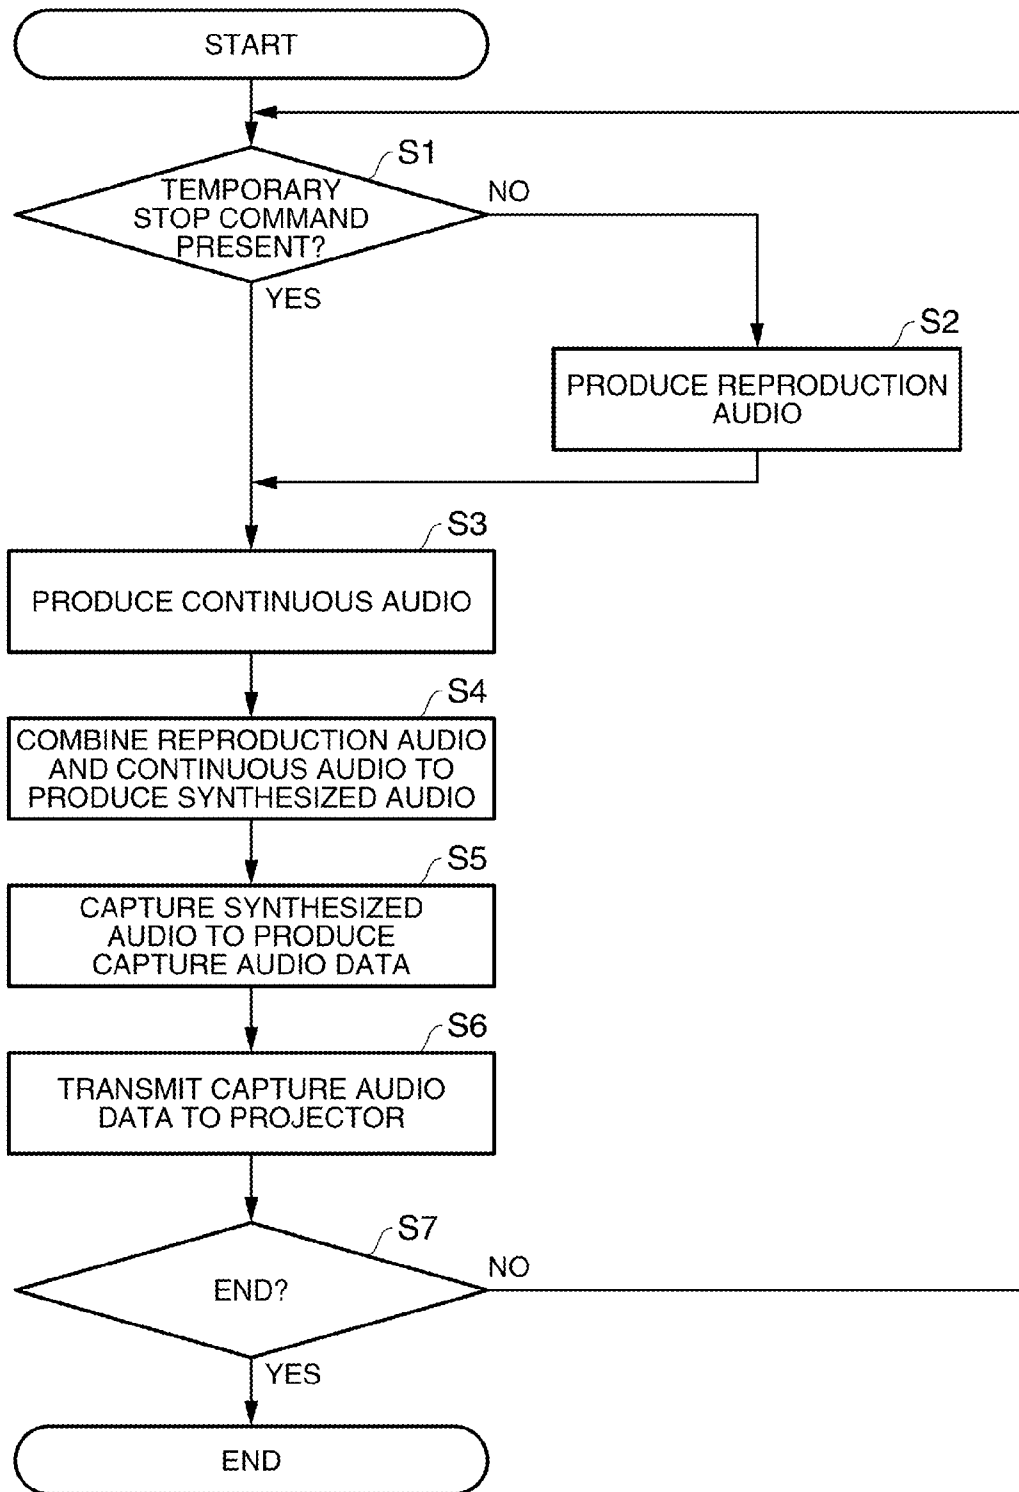 START
S1
TEMPORARY
STOP COMMAND
PRESENT?
NO
YES
S2
PRODUCE REPRODUCTION
AUDIO
S3
PRODUCE CONTINUOUS AUDIO
S4
COMBINE REPRODUCTION AUDIO
AND CONTINUOUS AUDIO TO
PRODUCE SYNTHESIZED AUDIO
S5
CAPTURE SYNTHESIZED
AUDIO TO PRODUCE
CAPTURE AUDIO DATA
S6
TRANSMIT CAPTURE AUDIO
DATA TO PROJECTOR
S7
END?
NO
YES
END